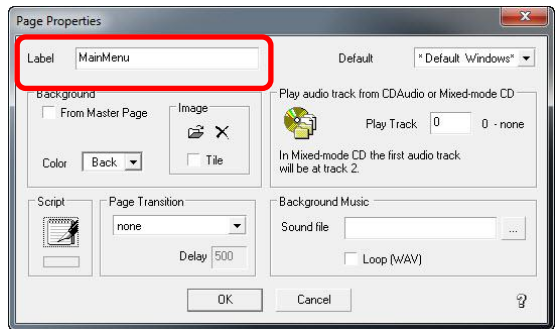 Page Properties
Label MainMenu Default "Default Windows"
Background
From Master Page
Image
Color Back Tile
Play audio track from CDAudio or Mixed-mode CD
Play Track 0 0 - none
In Mixed-mode CD the first audio track
will be at track 2.
Script
Page Transition
none
Delay 500
Background Music
Sound file ...
Loop (WAV)
OK Cancel ?